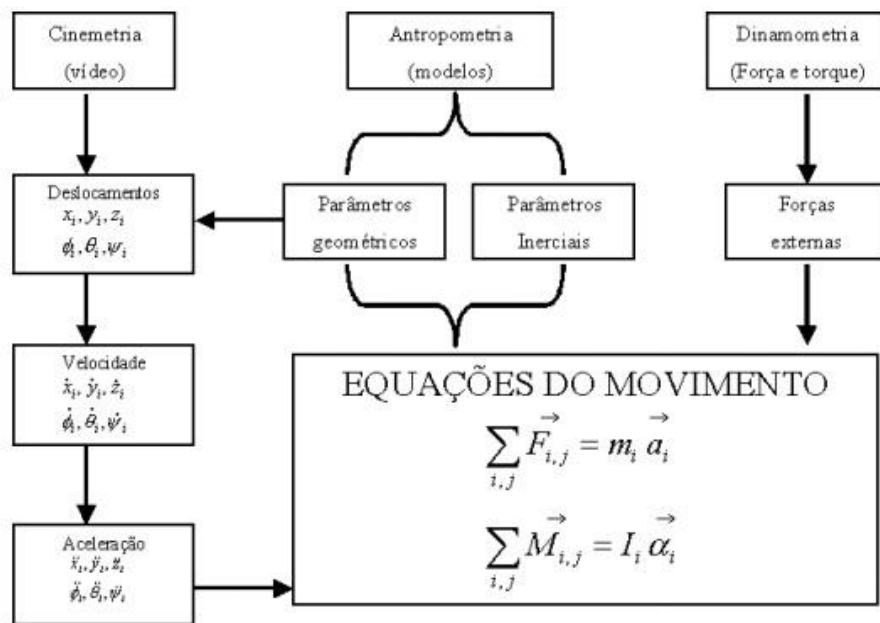 Cinemetria
(vídeo)
Antropometria
(modelos)
Dinamometria
(Força e torque)
Deslocamentos
x_i, y_i, z_i
ϕ_i, θ_i, ψ_i
Parâmetros
geométricos
Parâmetros
Inerciais
Forças
externas
Velocidade
ẋ_i, ẏ_i, ż_i
ϕ̇_i, θ̇_i, ψ̇_i
EQUAÇÕES DO MOVIMENTO
∑_{i,j} F⃗_{i,j} = m_i a⃗_i
∑_{i,j} M⃗_{i,j} = I_i α⃗_i
Aceleração
ẍ_i, ÿ_i, z̈_i
ϕ̈_i, θ̈_i, ψ̈_i